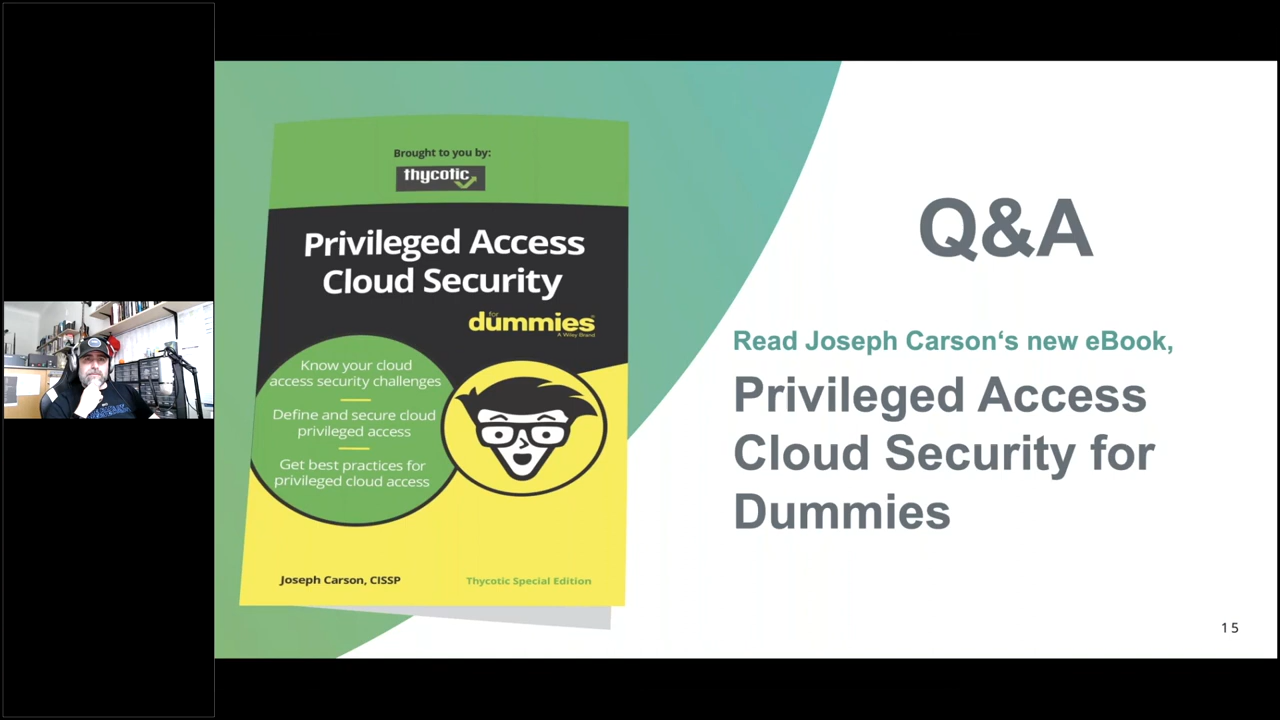 Brought to you by:
thycotic
Privileged Access
Cloud Security
for
dummies
A Wiley Brand
Know your cloud
access security challenges
Define and secure cloud
privileged access
Get best practices for
privileged cloud access
Joseph Carson, CISSP
Thycotic Special Edition
Q&A
Read Joseph Carson‘s new eBook,
Privileged Access
Cloud Security for
Dummies
15